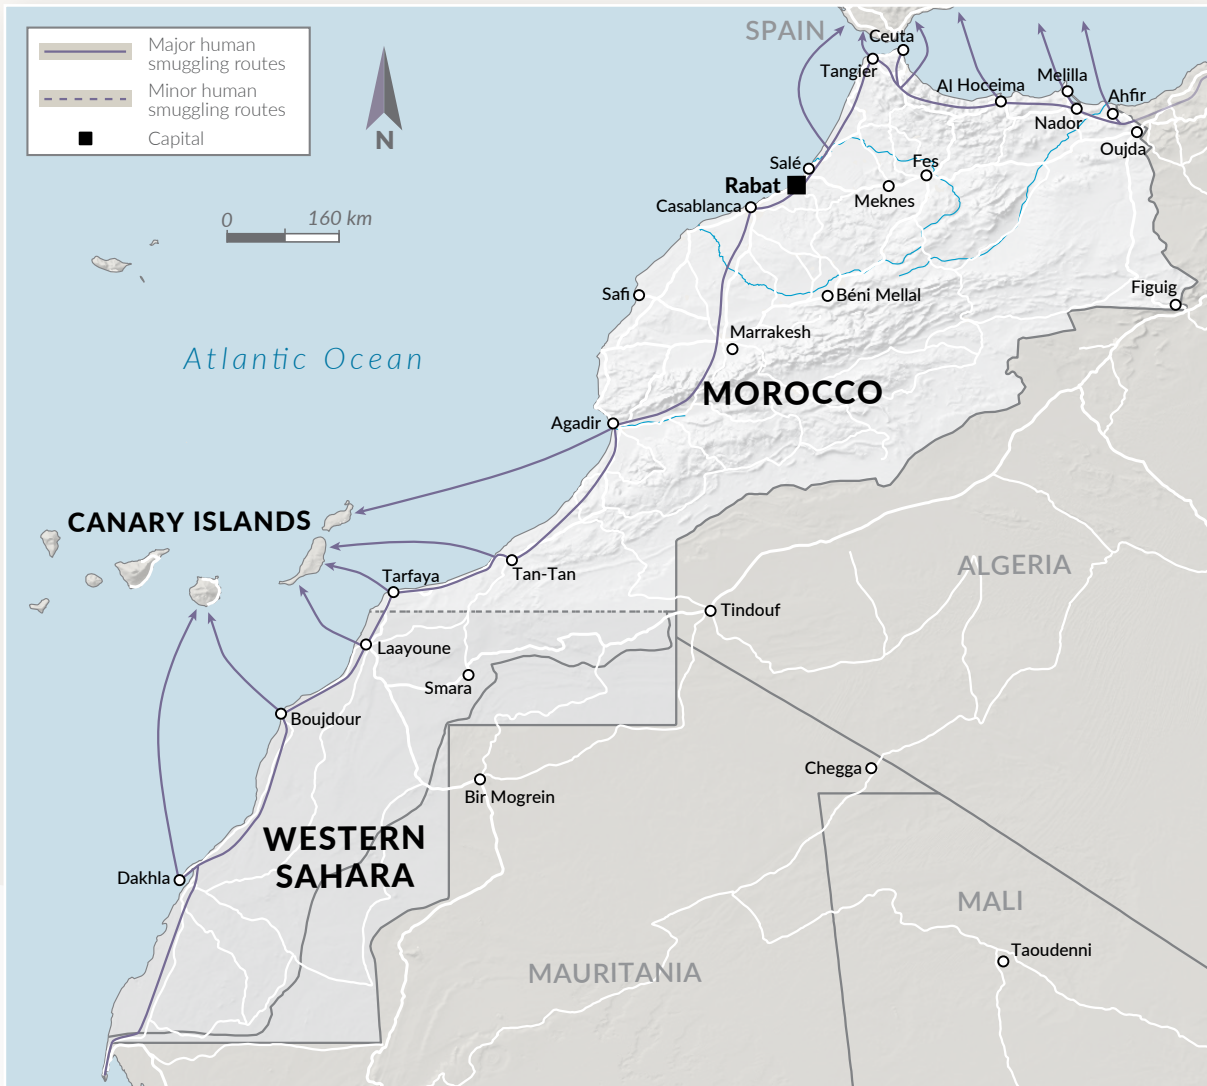 Major human
smuggling routes
Minor human
smuggling routes
Capital
N
0
160 km
SPAIN
Ceuta
Tangier
Al Hoceima
Melilla
Ahfir
Nador
Oujda
Salé
Fes
Rabat
Meknes
Casablanca
Safi
Béni Mellal
Figuig
Marrakesh
Atlantic Ocean
MOROCCO
Agadir
CANARY ISLANDS
ALGERIA
Tan-Tan
Tarfaya
Tindouf
Laayoune
Smara
Boujdour
Chegga
Bir Mogrein
WESTERN
SAHARA
Dakhla
MALI
Taoudenni
MAURITANIA